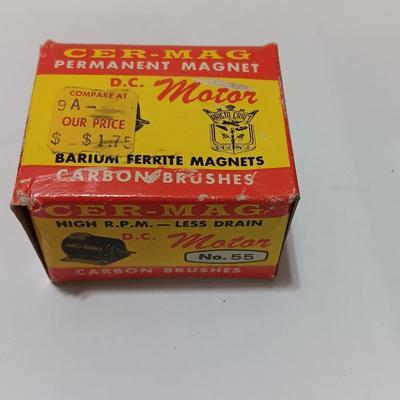 CER-MAG
PERMANENT MAGNET
D.C. Motor
COMPARE AT
9A-
OUR PRICE
$ $1.75
BARIUM FERRITE MAGNETS
CARBON BRUSHES
CER-MAG
HIGH R.P.M.—LESS DRAIN
D.C. Motor
No. 55
CARBON BRUSHES